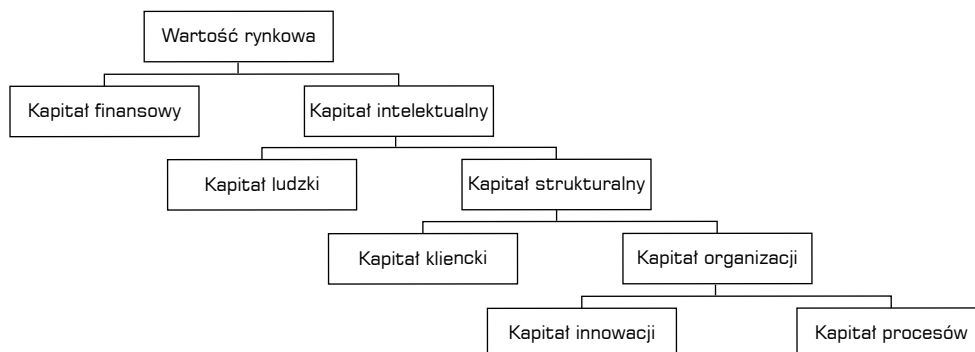 Wartość rynkowa
Kapitał finansowy
Kapitał intelektualny
Kapitał ludzki
Kapitał strukturalny
Kapitał kliencki
Kapitał organizacji
Kapitał innowacji
Kapitał procesów